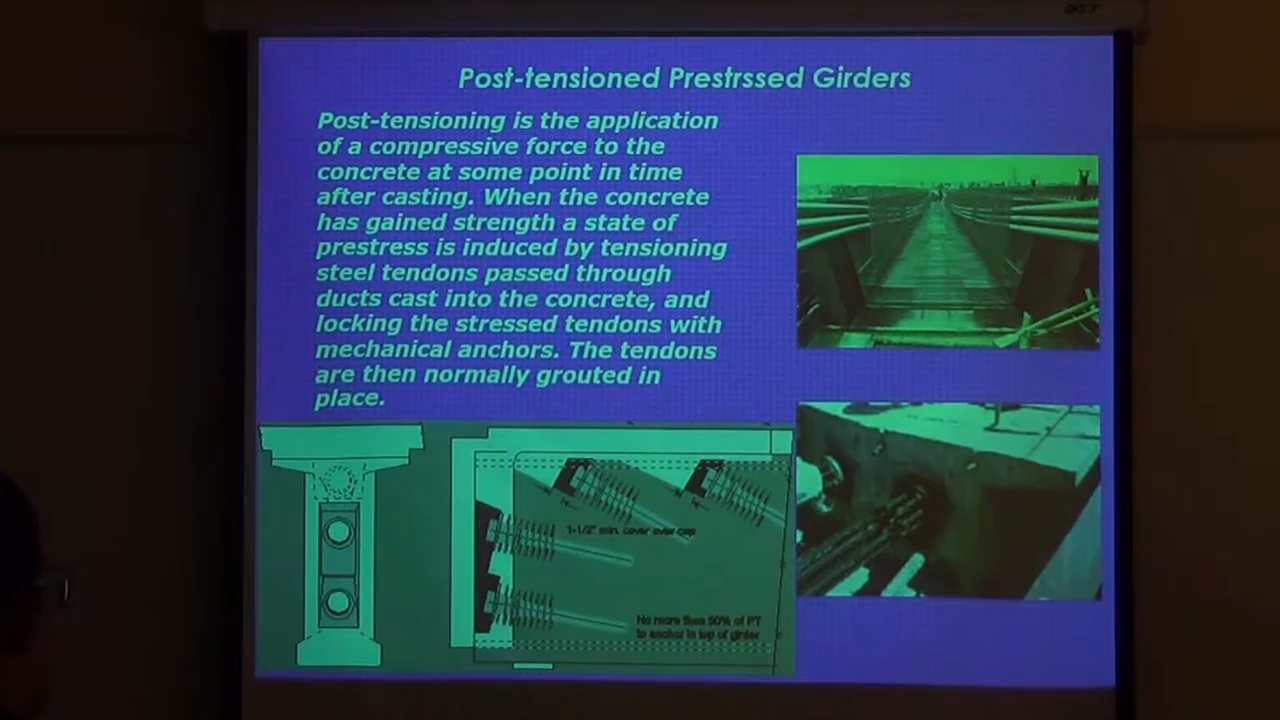 acer
Post-tensioned Prestrssed Girders
Post-tensioning is the application
of a compressive force to the
concrete at some point in time
after casting. When the concrete
has gained strength a state of
prestress is induced by tensioning
steel tendons passed through
ducts cast into the concrete, and
locking the stressed tendons with
mechanical anchors. The tendons
are then normally grouted in
place.
1-1/2" min. cover over cap
No more than 50% of PT
to anchor in top of girder